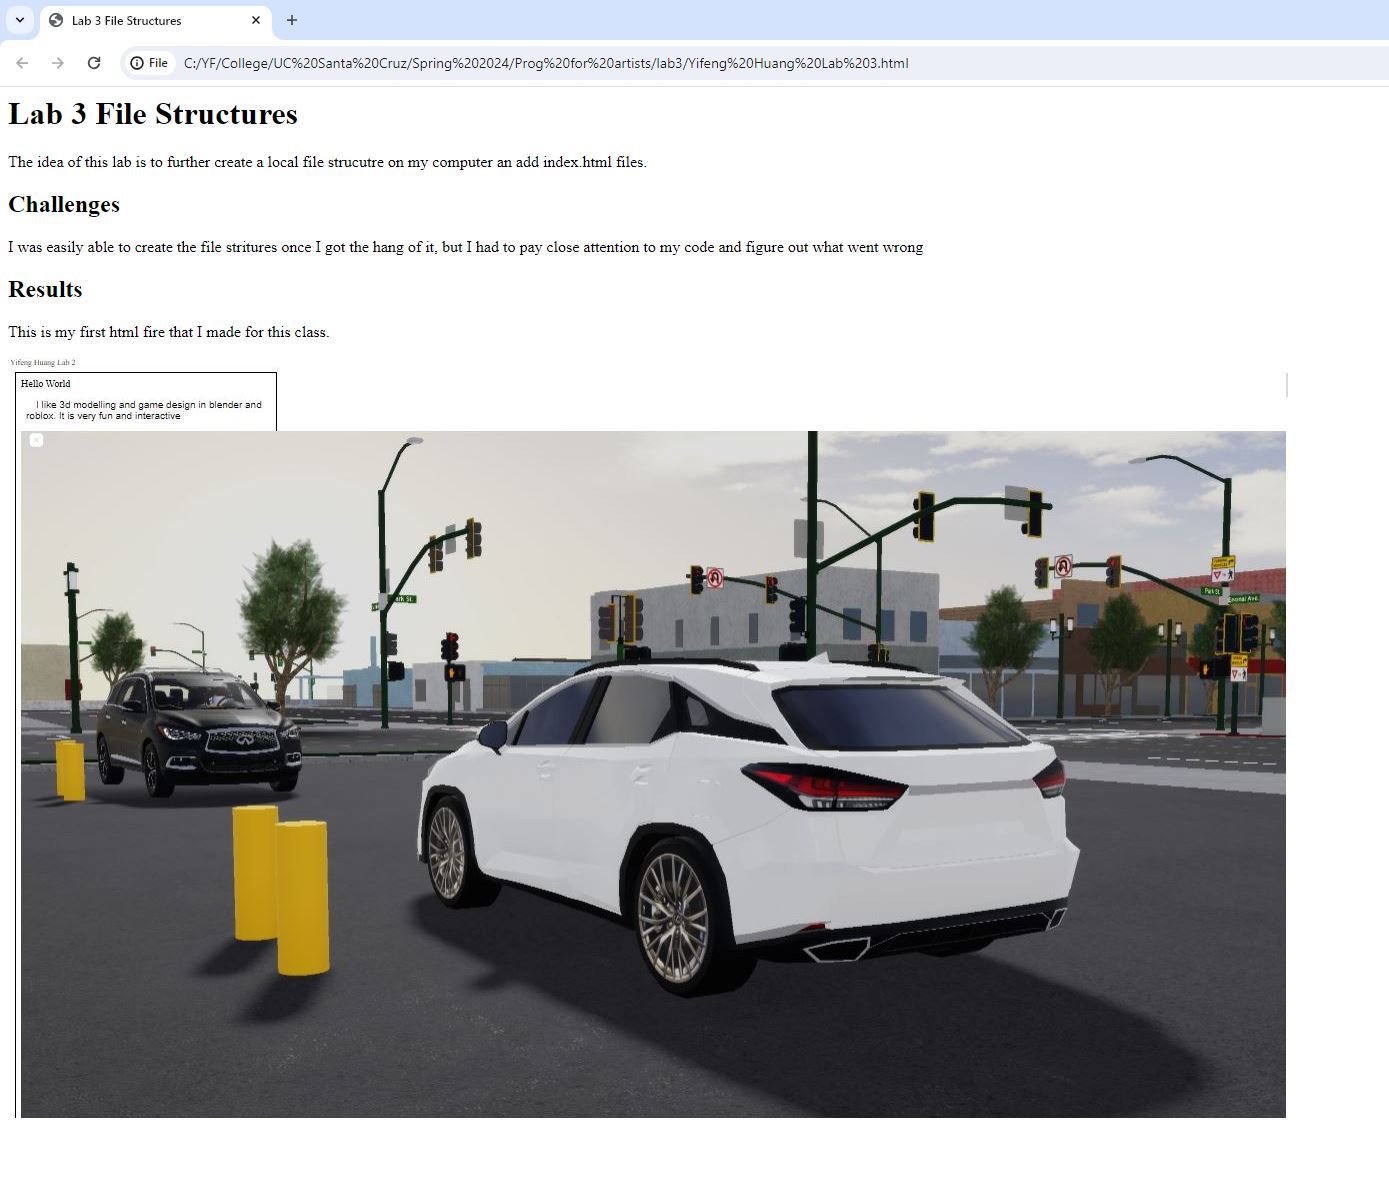 Lab 3 File Structures
File C:/YF/College/UC%20Santa%20Cruz/Spring%202024/Prog%20for%20artists/lab3/Yifeng%20Huang%20Lab%203.html
Lab 3 File Structures
The idea of this lab is to further create a local file strucutre on my computer an add index.html files.
Challenges
I was easily able to create the file stritures once I got the hang of it, but I had to pay close attention to my code and figure out what went wrong
Results
This is my first html fire that I made for this class.
Yifeng Huang Lab 2
Hello World
I like 3d modelling and game design in blender and
roblox. It is very fun and interactive
Park St